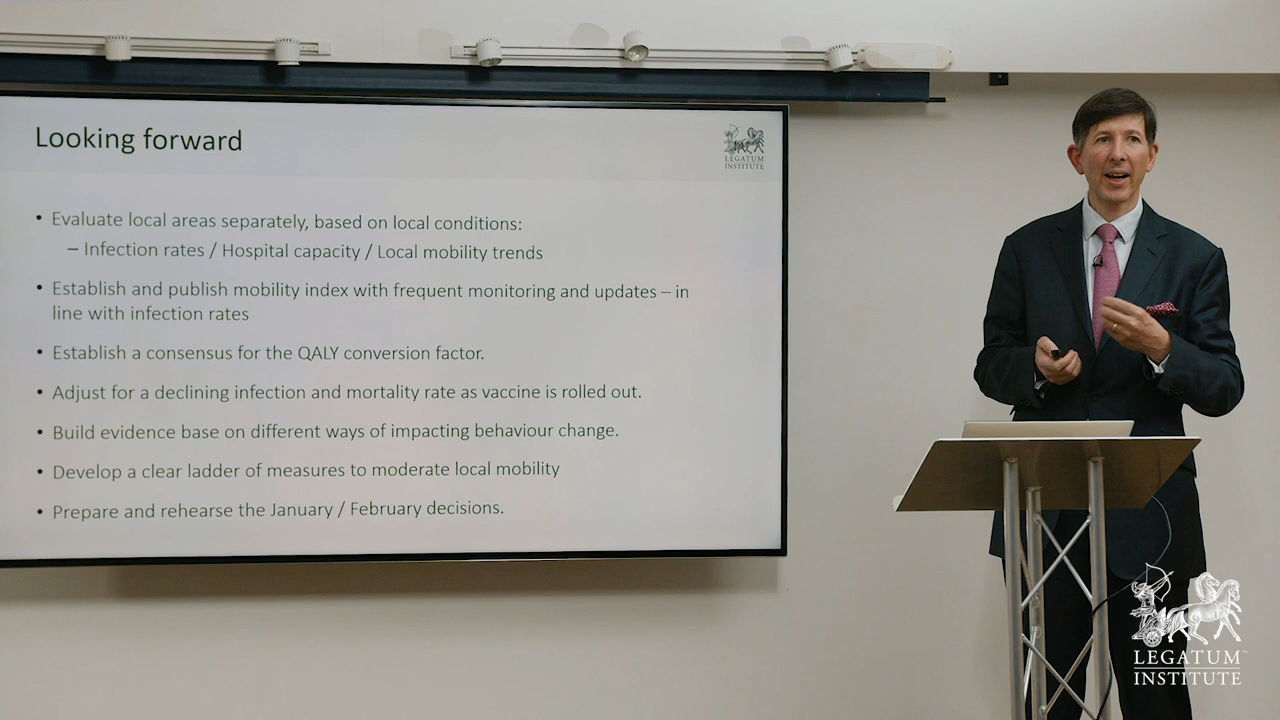 Looking forward
LEGATUM
INSTITUTE
• Evaluate local areas separately, based on local conditions:
– Infection rates / Hospital capacity / Local mobility trends
• Establish and publish mobility index with frequent monitoring and updates – in
line with infection rates
• Establish a consensus for the QALY conversion factor.
• Adjust for a declining infection and mortality rate as vaccine is rolled out.
• Build evidence base on different ways of impacting behaviour change.
• Develop a clear ladder of measures to moderate local mobility
• Prepare and rehearse the January / February decisions.
LEGATUM™
INSTITUTE